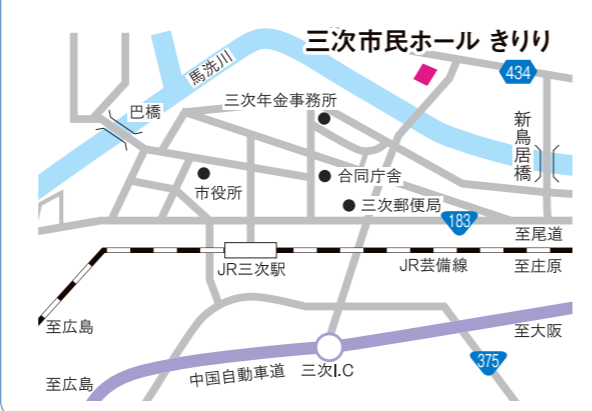 三次市民ホール きりり
434
馬洗川
三次年金事務所
巴橋
新鳥居橋
合同庁舎
市役所
三次郵便局
183
至尾道
JR三次駅
JR芸備線
至庄原
至広島
至大阪
375
中国自動車道
三次I.C
至広島